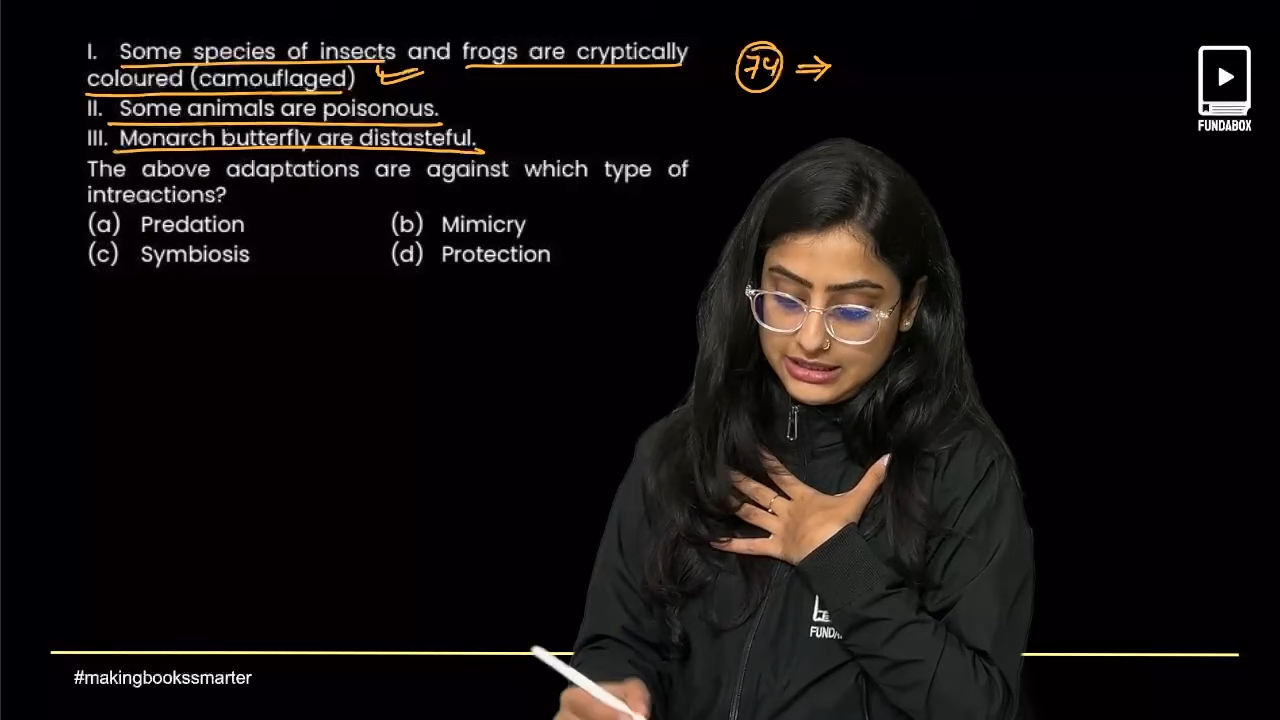 I. Some species of insects and frogs are cryptically
coloured (camouflaged)
II. Some animals are poisonous.
III. Monarch butterfly are distasteful.
The above adaptations are against which type of
intreactions?
(a) Predation (b) Mimicry
(c) Symbiosis (d) Protection
74 ⇒
FUNDABOX
FUNDA
#makingbookssmarter